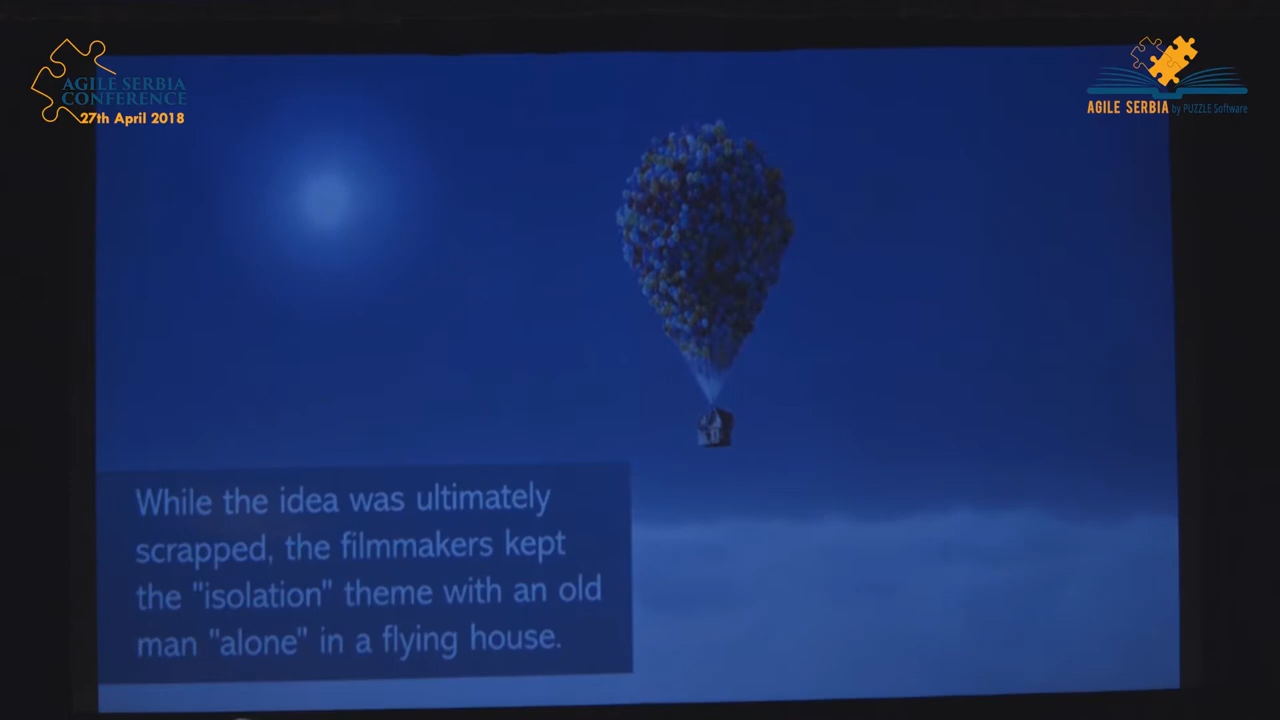 AGILE SERBIA
CONFERENCE
27th April 2018
AGILE SERBIA by PUZZLE Software
While the idea was ultimately
scrapped, the filmmakers kept
the "isolation" theme with an old
man "alone" in a flying house.